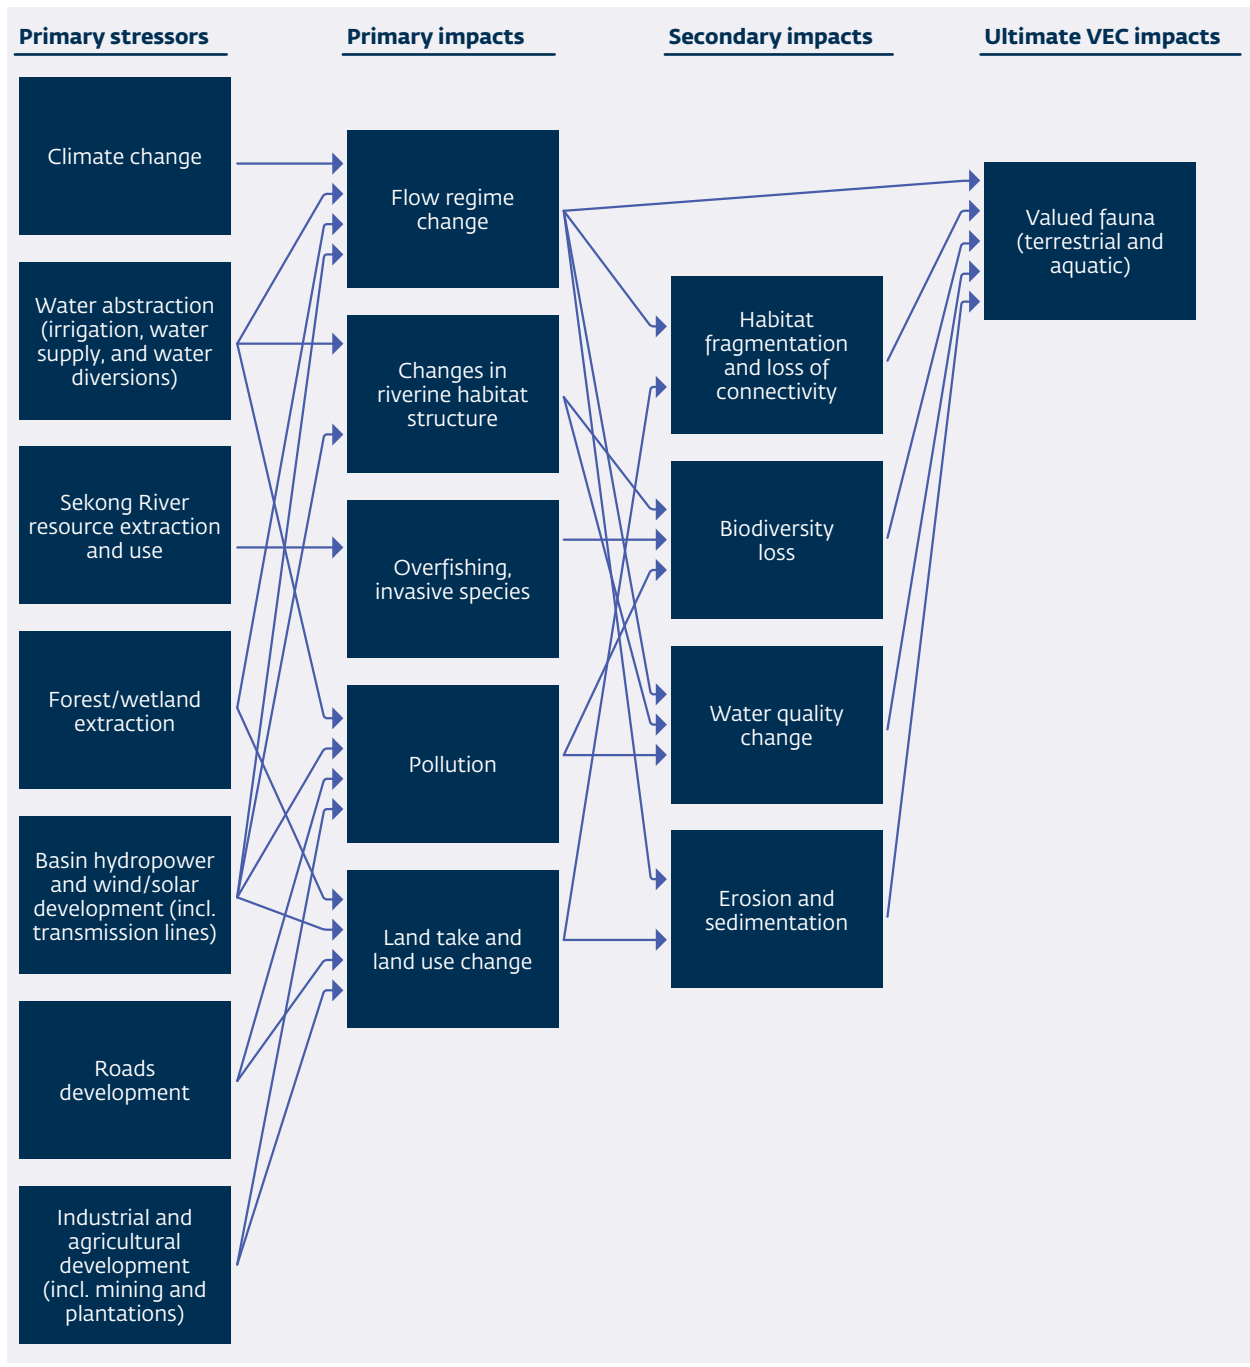 Primary stressors
Primary impacts
Secondary impacts
Ultimate VEC impacts
Climate change
Water abstraction
(irrigation, water
supply, and water
diversions)
Sekong River
resource extraction
and use
Forest/wetland
extraction
Basin hydropower
and wind/solar
development (incl.
transmission lines)
Roads
development
Industrial and
agricultural
development
(incl. mining and
plantations)
Flow regime
change
Changes in
riverine habitat
structure
Overfishing,
invasive species
Pollution
Land take and
land use change
Habitat
fragmentation
and loss of
connectivity
Biodiversity
loss
Water quality
change
Erosion and
sedimentation
Valued fauna
(terrestrial and
aquatic)